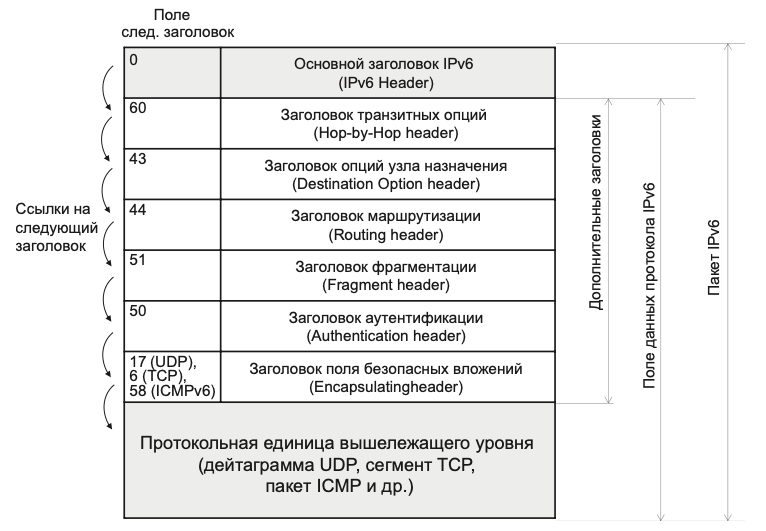 Поле
след. заголовок
0
Основной заголовок IPv6
(IPv6 Header)
60
Заголовок транзитных опций
(Hop-by-Hop header)
43
Заголовок опций узла назначения
(Destination Option header)
44
Заголовок маршрутизации
(Routing header)
51
Заголовок фрагментации
(Fragment header)
50
Заголовок аутентификации
(Authentication header)
17 (UDP),
6 (TCP),
58 (ICMPv6)
Заголовок поля безопасных вложений
(Encapsulatingheader)
Протокольная единица вышележащего уровня
(дейтаграмма UDP, сегмент TCP,
пакет ICMP и др.)
Ссылки на
следующий
заголовок
Дополнительные заголовки
Поле данных протокола IPv6
Пакет IPv6